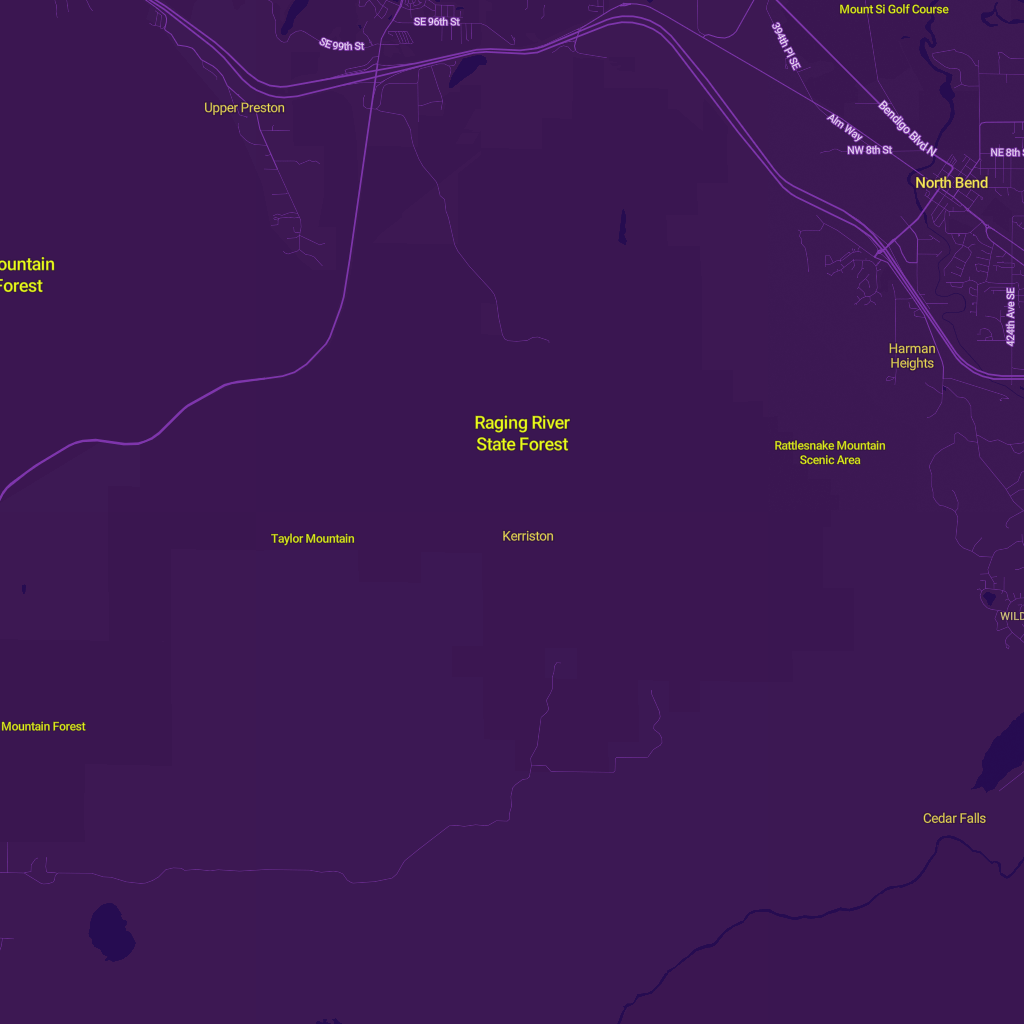 Mount Si Golf Course
SE 96th St
SE 99th St
394th Pl SE
Upper Preston
Alm Way
Bendigo Blvd N
NW 8th St
NE 8th S
North Bend
ountain
Forest
424th Ave SE
Harman
Heights
Raging River
State Forest
Rattlesnake Mountain
Scenic Area
Taylor Mountain
Kerriston
WILD
Mountain Forest
Cedar Falls